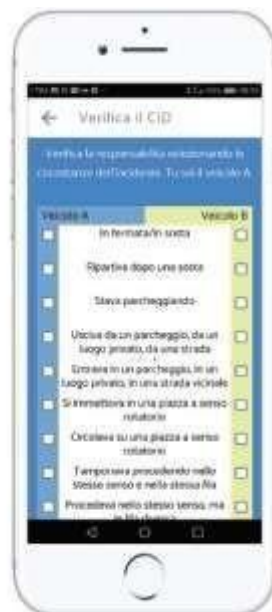 Verifica il CID
Verifica la responsabilità selezionando le
circostanze dell'incidente. Tu sei il veicolo A
Veicolo A
Veicolo B
In fermata/in sosta
Ripartiva dopo una sosta
Stava parcheggiando
Usciva da un parcheggio, da un
luogo privato, da una strada
Entrava in un parcheggio, in un
luogo privato, in una strada vicinale
Si immetteva in una piazza a senso
rotatorio
Circolava su una piazza a senso
rotatorio
Tamponava procedendo nello
stesso senso e nella stessa fila
Procedeva nello stesso senso, ma
in fila diversa